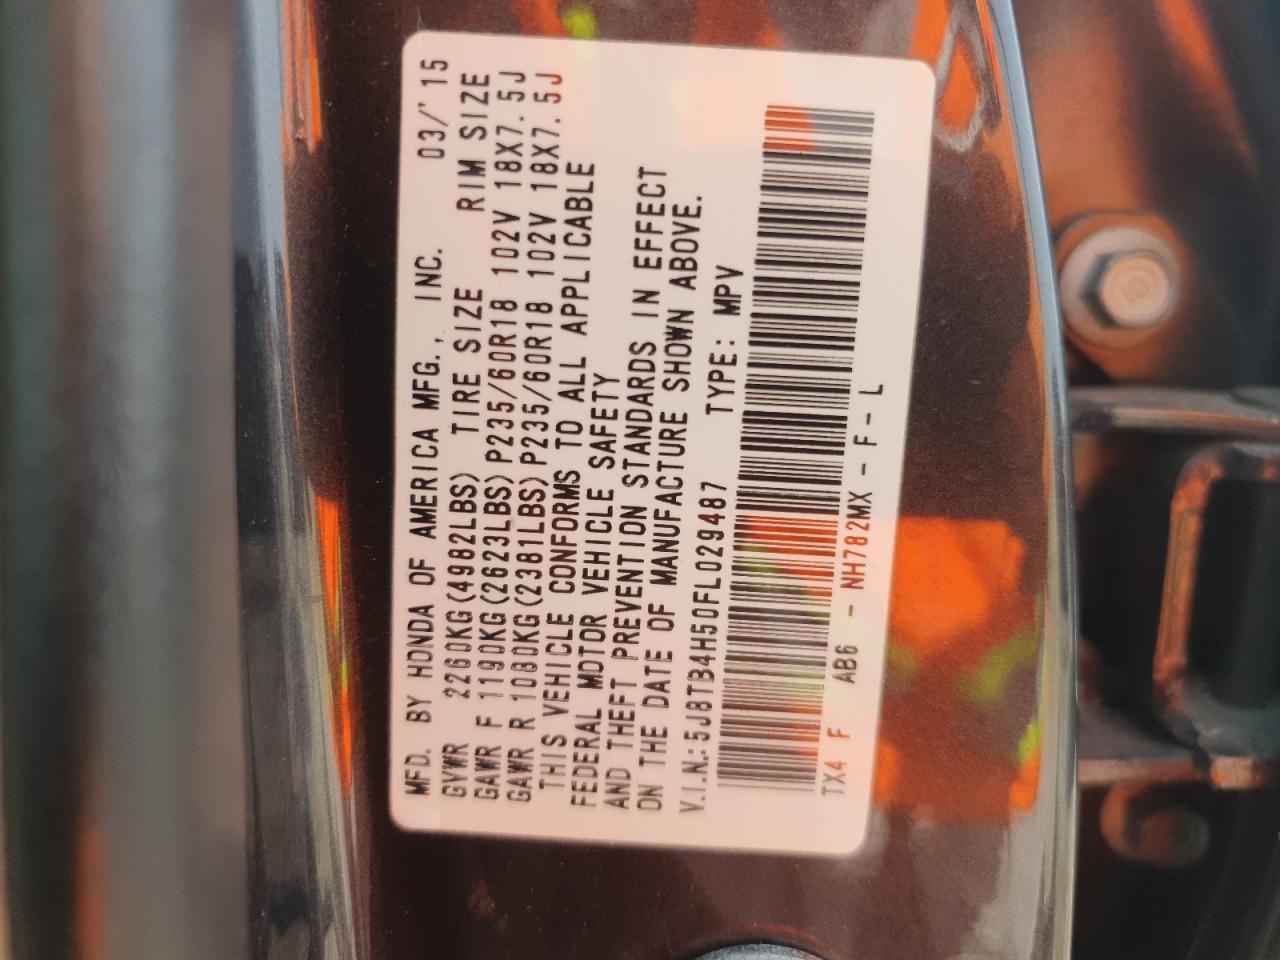 MFD. BY HONDA OF AMERICA MFG., INC. 03/'15
GVWR 2260KG(4982LBS) TIRE SIZE RIM SIZE
GAWR F 1190KG(2623LBS) P235/60R18 102V 18X7.5J
GAWR R 1080KG(2381LBS) P235/60R18 102V 18X7.5J
THIS VEHICLE CONFORMS TO ALL APPLICABLE
FEDERAL MOTOR VEHICLE SAFETY
AND THEFT PREVENTION STANDARDS IN EFFECT
ON THE DATE OF MANUFACTURE SHOWN ABOVE.
V.I.N.: 5J8TB4H50FL029487 TYPE: MPV
TX4 F AB6 - NH782MX - F - L